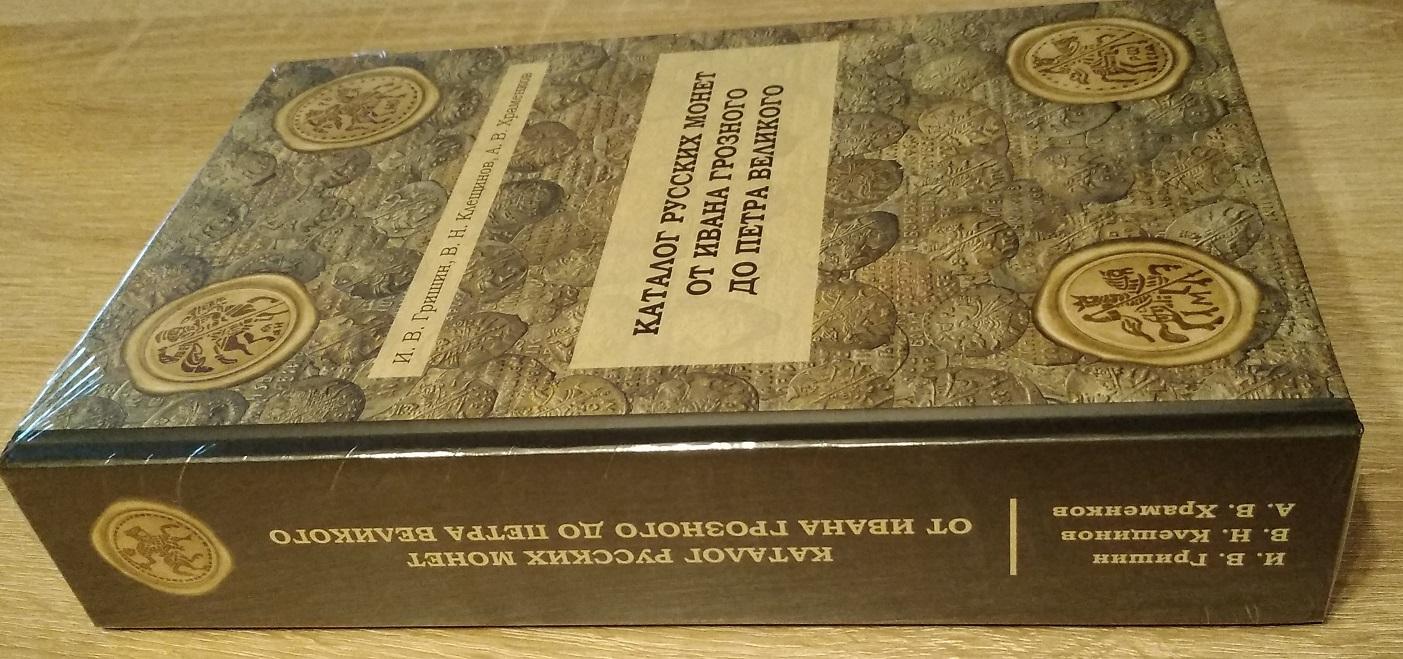 И. В. Гришин, В. Н. Клещинов, А. В. Храменков
КАТАЛОГ РУССКИХ МОНЕТ
ОТ ИВАНА ГРОЗНОГО
ДО ПЕТРА ВЕЛИКОГО
И. В. Гришин
В. Н. Клещинов
А. В. Храменков
КАТАЛОГ РУССКИХ МОНЕТ
ОТ ИВАНА ГРОЗНОГО ДО ПЕТРА ВЕЛИКОГО